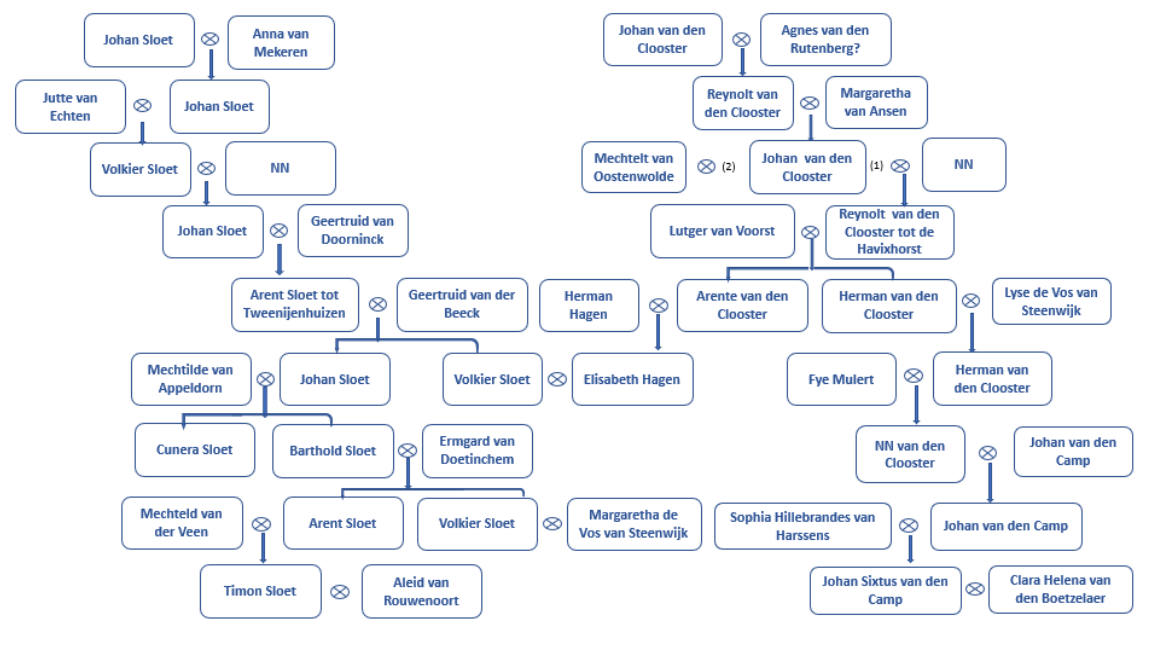 Johan Sloet
Anna van
Mekeren
Johan van den
Clooster
Agnes van den
Rutenberg?
Jutte van
Echten
Johan Sloet
Reynolt van
den Clooster
Margaretha
van Ansen
Volkier Sloet
NN
Mechtelt van
Oostenwolde
(2)
Johan van den
Clooster
(1)
NN
Johan Sloet
Geertruid van
Doorninck
Lutger van Voorst
Reynolt van den
Clooster tot de
Havixhorst
Arent Sloet tot
Tweenijenhuizen
Geertruid van der
Beeck
Herman
Hagen
Arente van den
Clooster
Herman van den
Clooster
Lyse de Vos van
Steenwijk
Mechtilde van
Appeldorn
Johan Sloet
Volkier Sloet
Elisabeth Hagen
Fye Mulert
Herman van
den Clooster
Cunera Sloet
Barthold Sloet
Ermgard van
Doetinchem
NN van den
Clooster
Johan van den
Camp
Mechteld van
der Veen
Arent Sloet
Volkier Sloet
Margaretha de
Vos van Steenwijk
Sophia Hillebrandes van
Harssens
Johan van den Camp
Timon Sloet
Aleid van
Rouwenoort
Johan Sixtus van den
Camp
Clara Helena van
den Boetzelaer